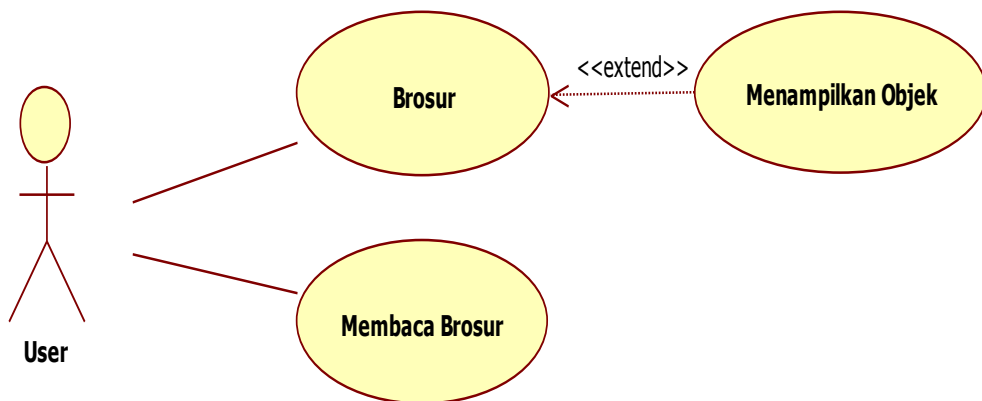 <<extend>>
Brosur
Menampilkan Objek
Membaca Brosur
User